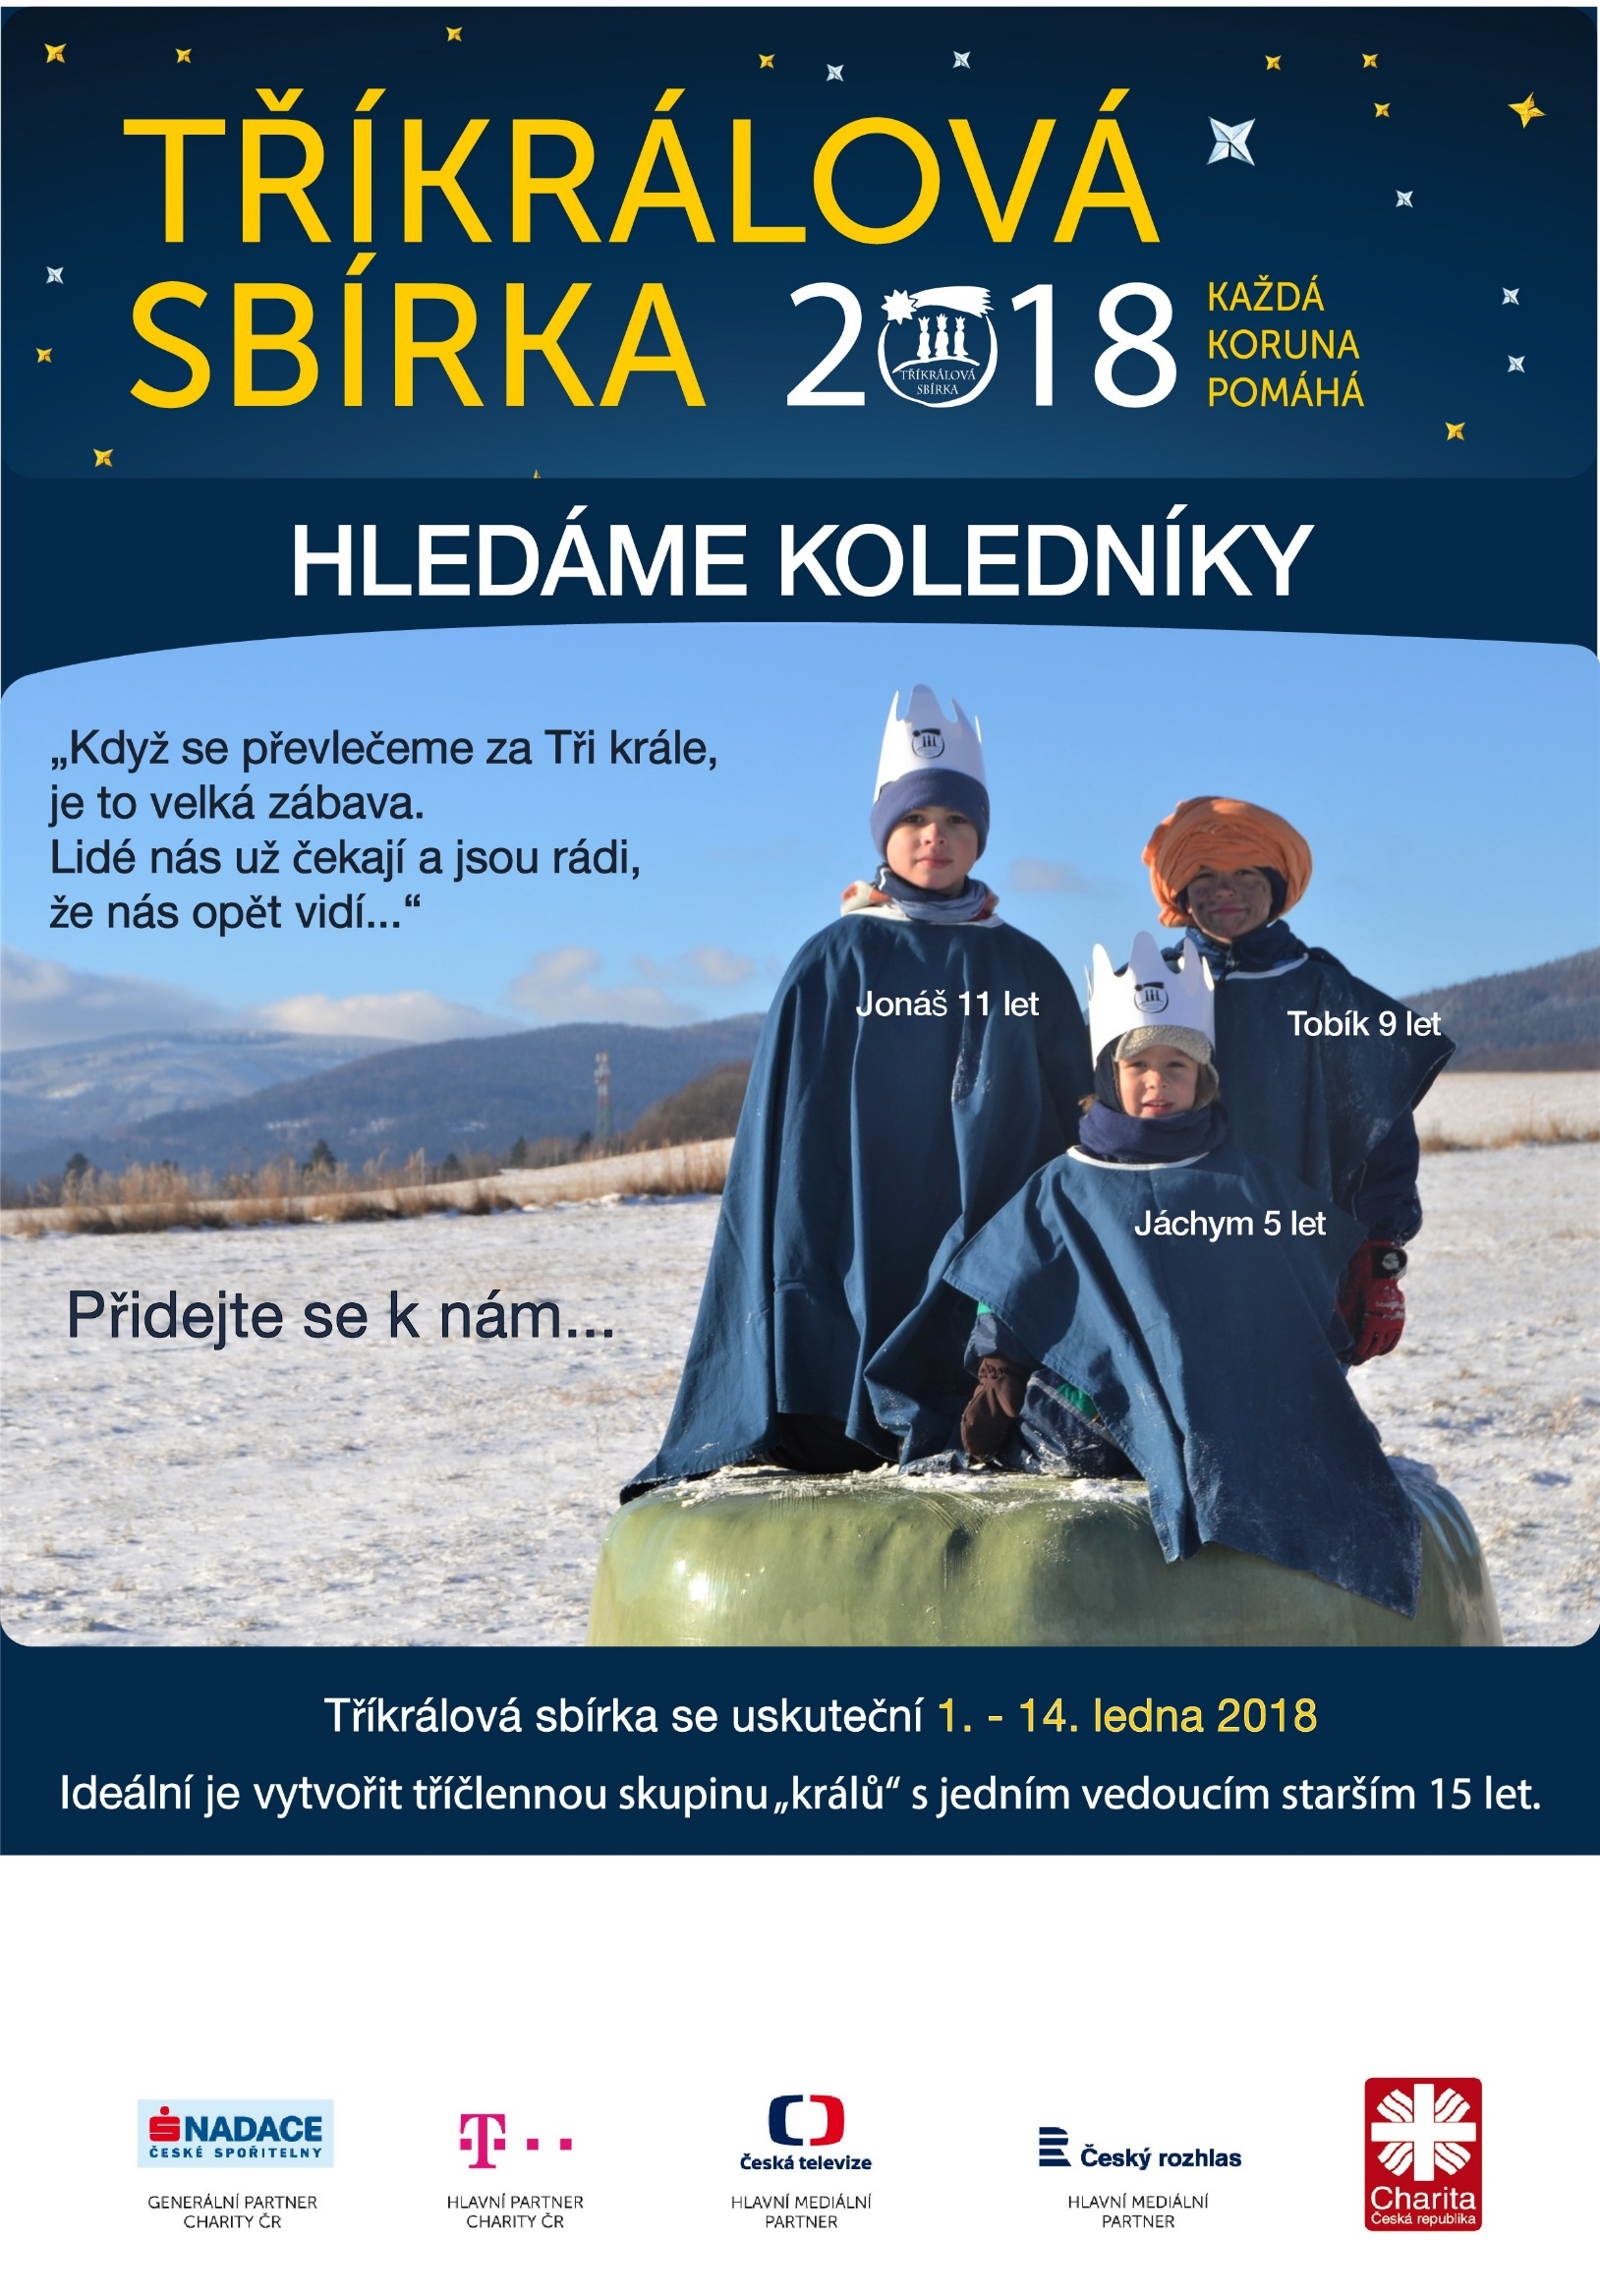 TŘÍKRÁLOVÁ
SBÍRKA 2018
TŘÍKRÁLOVÁ
SBÍRKA
KAŽDÁ
KORUNA
POMÁHÁ
HLEDÁME KOLEDNÍKY
„Když se převlečeme za Tři krále,
je to velká zábava.
Lidé nás už čekají a jsou rádi,
že nás opět vidí...“
Jonáš 11 let
Tobík 9 let
Jáchym 5 let
Přidejte se k nám...
Tříkrálová sbírka se uskuteční 1. - 14. ledna 2018
Ideální je vytvořit tříčlennou skupinu „králů“ s jedním vedoucím starším 15 let.
NADACE
ČESKÉ SPOŘITELNY
GENERÁLNÍ PARTNER
CHARITY ČR
T
HLAVNÍ PARTNER
CHARITY ČR
Česká televize
HLAVNÍ MEDIÁLNÍ
PARTNER
Český rozhlas
HLAVNÍ MEDIÁLNÍ
PARTNER
Charita
Česká republika